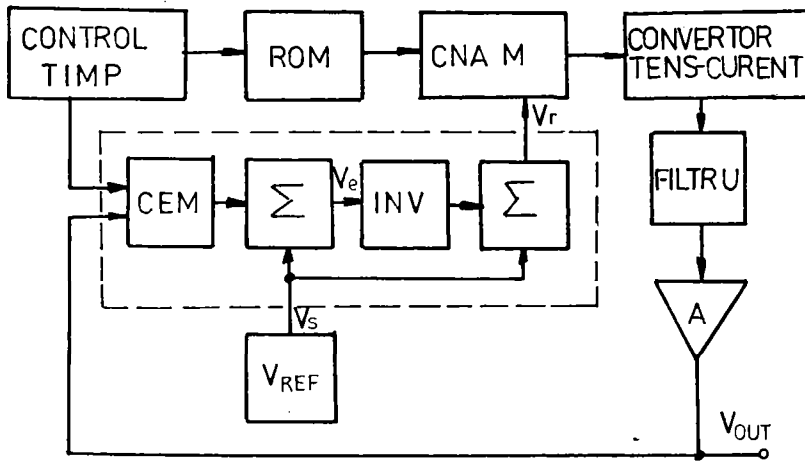 CONTROL
TIMP
ROM
CNA M
CONVERTOR
TENS-CURENT
Vr
CEM
Σ
Ve
INV
Σ
FILTRU
Vs
VREF
A
VOUT